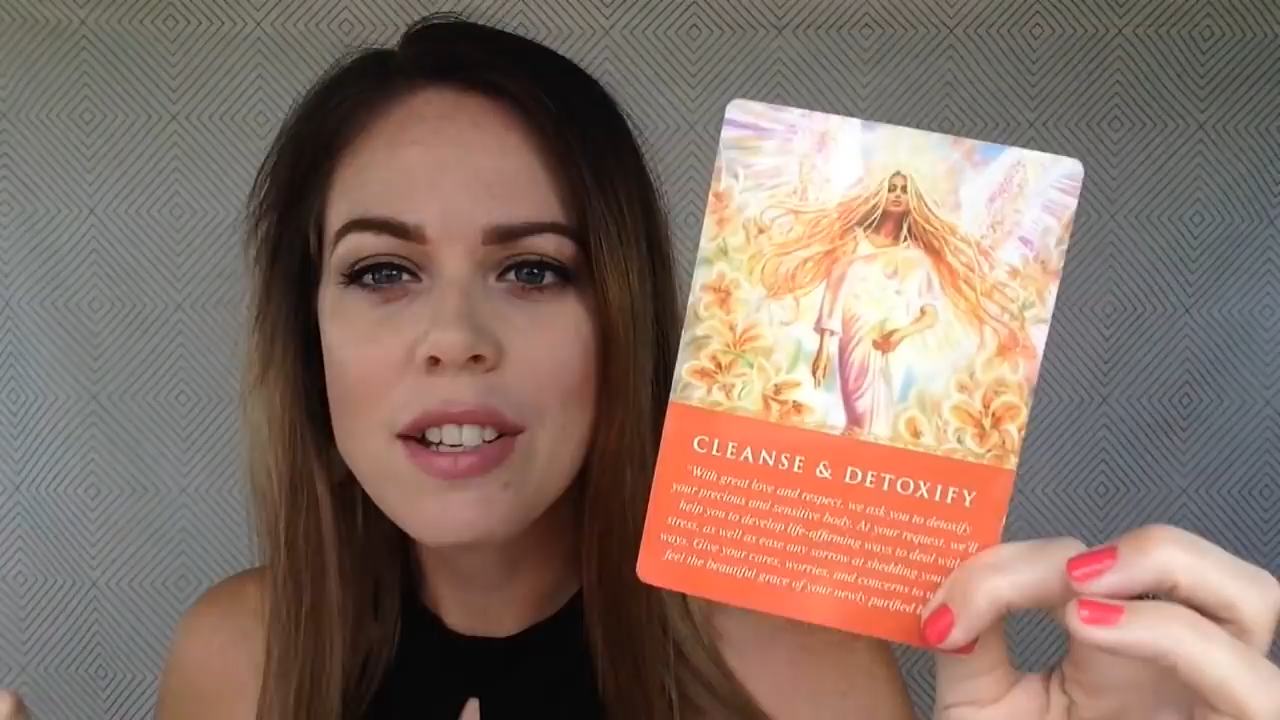 CLEANSE & DETOXIFY
"With great love and respect, we ask you to detoxify
your precious and sensitive body. At your request, we'll
help you to develop life-affirming ways to deal with
stress, as well as ease any sorrow at shedding
ways. Give your cares, worries, and concerns to
feel the beautiful grace of your newly purified